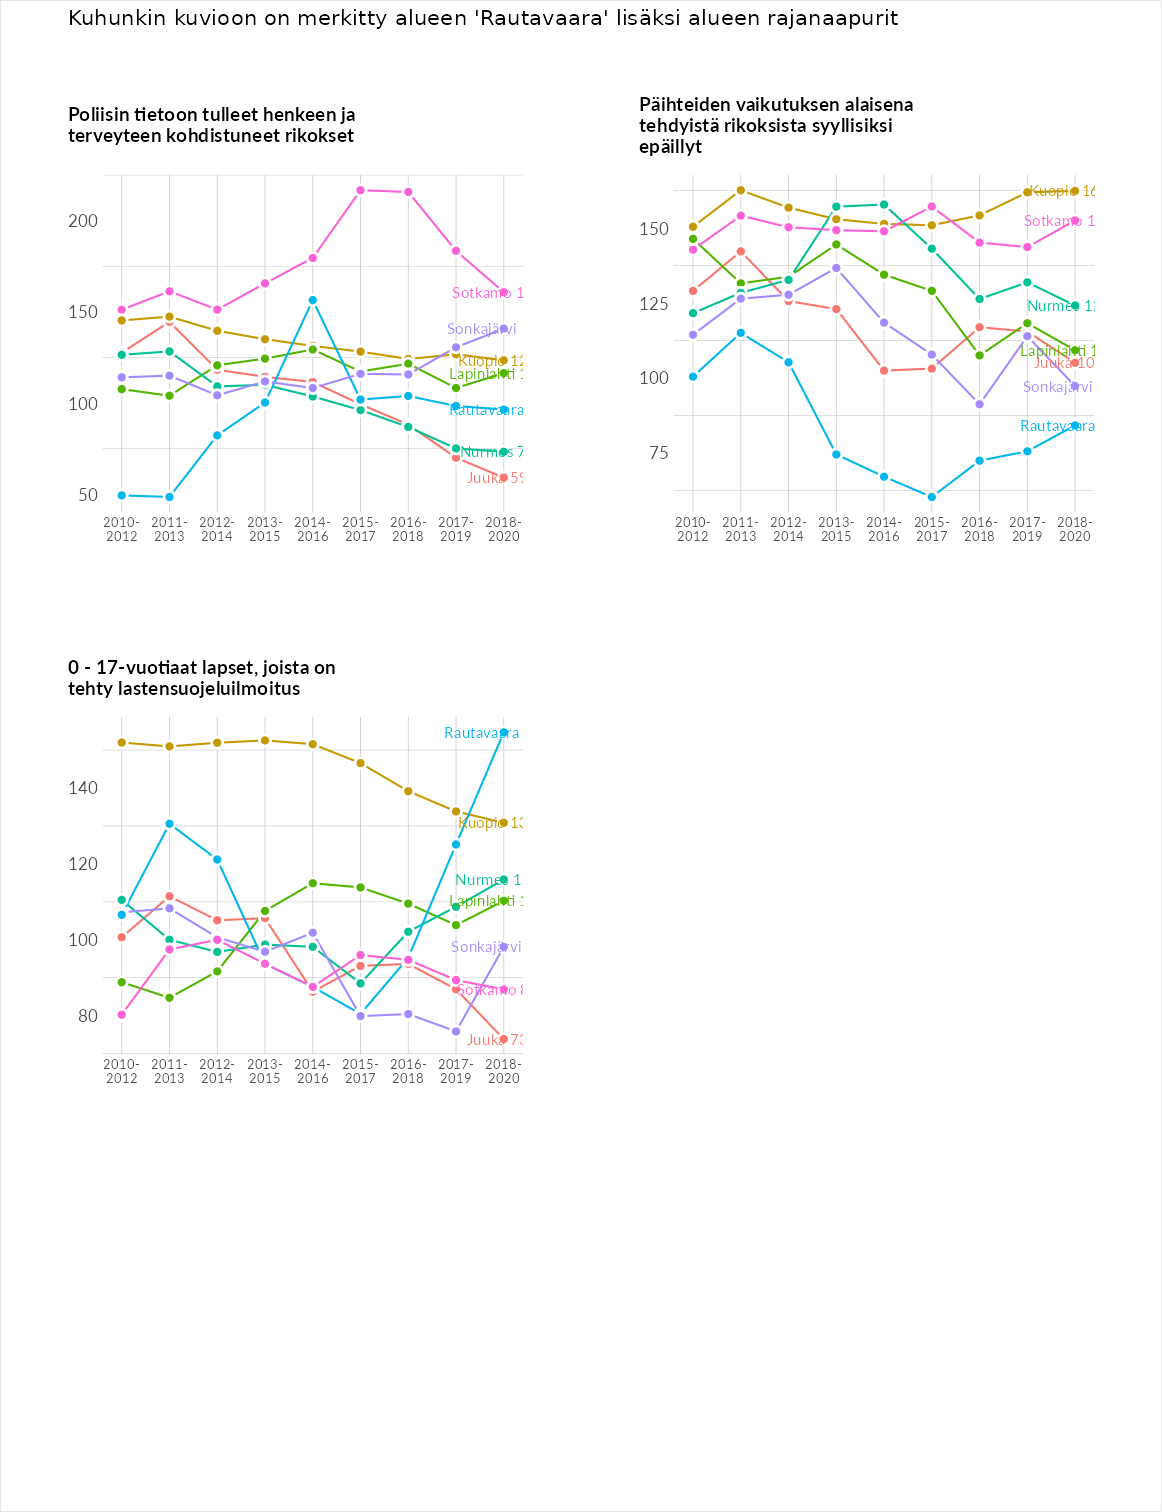 Kuhunkin kuvioon on merkitty alueen 'Rautavaara' lisäksi alueen rajanaapurit
Poliisin tietoon tulleet henkeen ja
terveyteen kohdistuneet rikokset
200
150
100
50
Sotkamo 1
Sonkajärvi
Kuopio 12
Lapinlahti 1
Rautavaara
Nurmes 7
Juuka 59
2010- 2011- 2012- 2013- 2014- 2015- 2016- 2017- 2018-
2012 2013 2014 2015 2016 2017 2018 2019 2020
Päihteiden vaikutuksen alaisena
tehdyistä rikoksista syyllisiksi
epäillyt
150
125
100
75
Kuopio 16
Sotkamo 1
Nurmes 12
Lapinlahti 1
Juuka 10
Sonkajärvi
Rautavaara
2010- 2011- 2012- 2013- 2014- 2015- 2016- 2017- 2018-
2012 2013 2014 2015 2016 2017 2018 2019 2020
0 - 17-vuotiaat lapset, joista on
tehty lastensuojeluilmoitus
140
120
100
80
Rautavaara
Kuopio 13
Nurmes 1
Lapinlahti 1
Sonkajärvi
Sotkamo 8
Juuka 73
2010- 2011- 2012- 2013- 2014- 2015- 2016- 2017- 2018-
2012 2013 2014 2015 2016 2017 2018 2019 2020